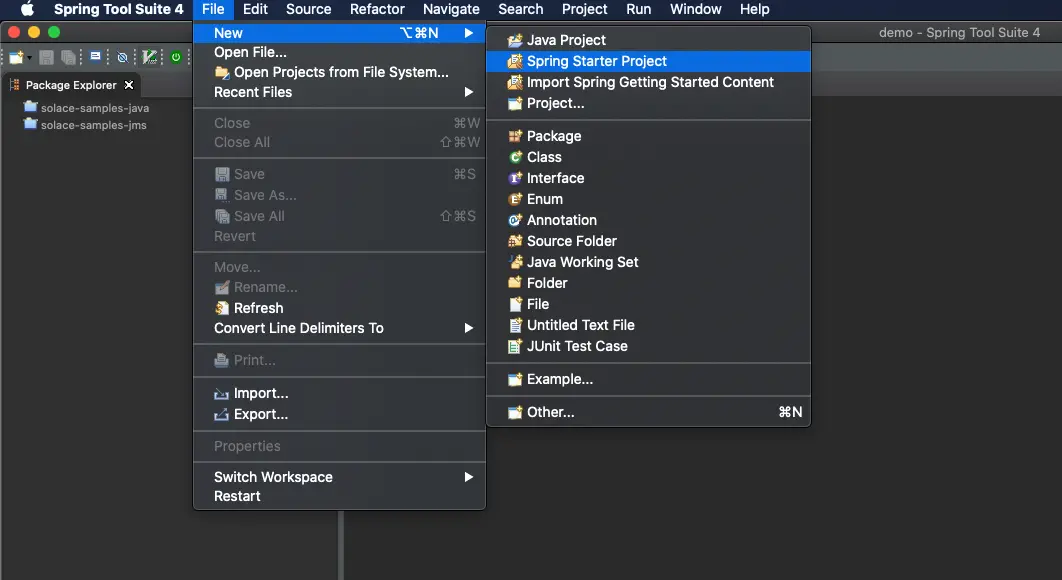 Spring Tool Suite 4 File Edit Source Refactor Navigate Search Project Run Window Help
demo - Spring Tool Suite 4
Package Explorer
solace-samples-java
solace-samples-jms
New ⌥⌘N
Open File...
Open Projects from File System...
Recent Files
Close ⌘W
Close All ⇧⌘W
Save ⌘S
Save As...
Save All ⇧⌘S
Revert
Move...
Rename...
Refresh
Convert Line Delimiters To
Print...
Import...
Export...
Properties
Switch Workspace
Restart
Java Project
Spring Starter Project
Import Spring Getting Started Content
Project...
Package
Class
Interface
Enum
Annotation
Source Folder
Java Working Set
Folder
File
Untitled Text File
JUnit Test Case
Example...
Other... ⌘N